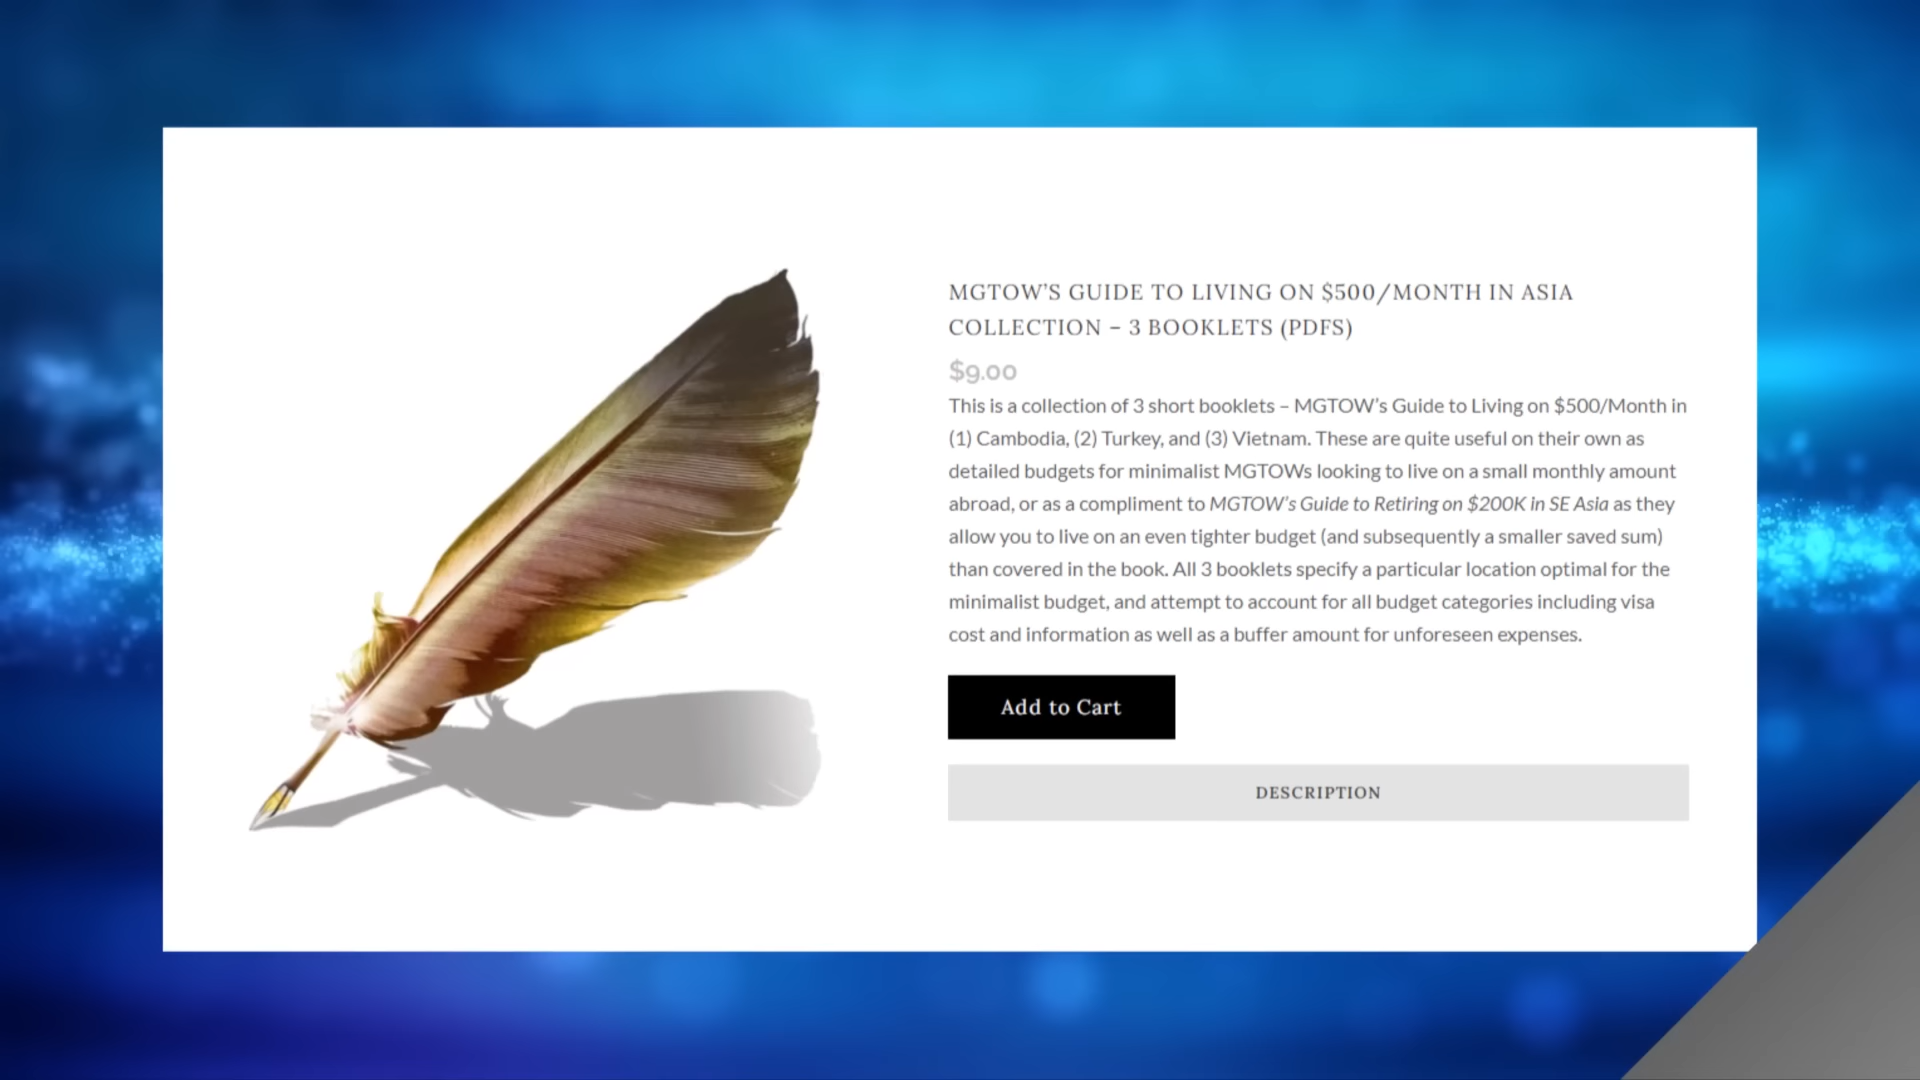 MGTOW'S GUIDE TO LIVING ON $500/MONTH IN ASIA
COLLECTION – 3 BOOKLETS (PDFS)
$9.00
This is a collection of 3 short booklets – MGTOW's Guide to Living on $500/Month in
(1) Cambodia, (2) Turkey, and (3) Vietnam. These are quite useful on their own as
detailed budgets for minimalist MGTOWs looking to live on a small monthly amount
abroad, or as a compliment to MGTOW's Guide to Retiring on $200K in SE Asia as they
allow you to live on an even tighter budget (and subsequently a smaller saved sum)
than covered in the book. All 3 booklets specify a particular location optimal for the
minimalist budget, and attempt to account for all budget categories including visa
cost and information as well as a buffer amount for unforeseen expenses.
Add to Cart
DESCRIPTION